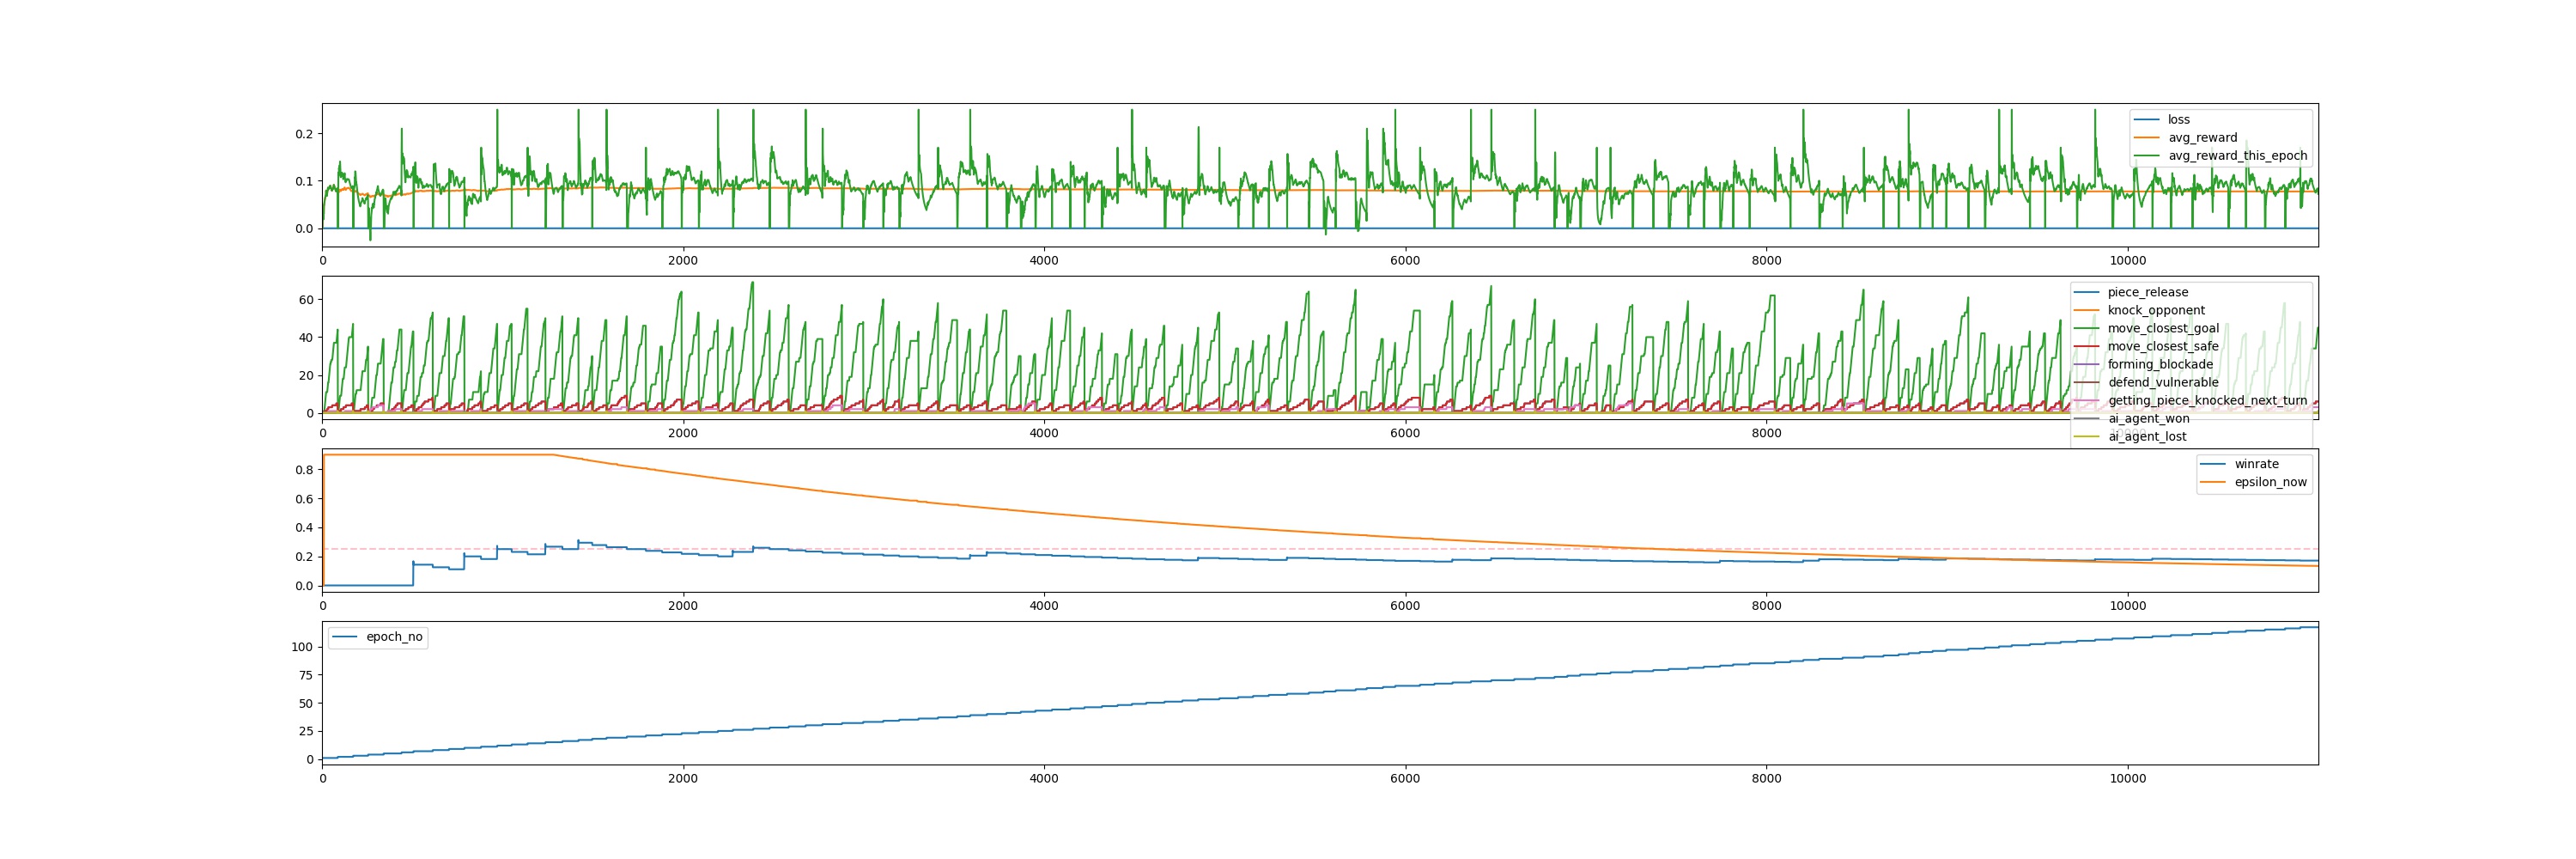 0.2
0.1
0.0
loss
avg_reward
avg_reward_this_epoch
0 2000 4000 6000 8000 10000
60
40
20
0
piece_release
knock_opponent
move_closest_goal
move_closest_safe
forming_blockade
defend_vulnerable
getting_piece_knocked_next_turn
ai_agent_won
ai_agent_lost
0 2000 4000 6000 8000 10000
0.8
0.6
0.4
0.2
0.0
winrate
epsilon_now
0 2000 4000 6000 8000 10000
100
75
50
25
0
epoch_no
0 2000 4000 6000 8000 10000